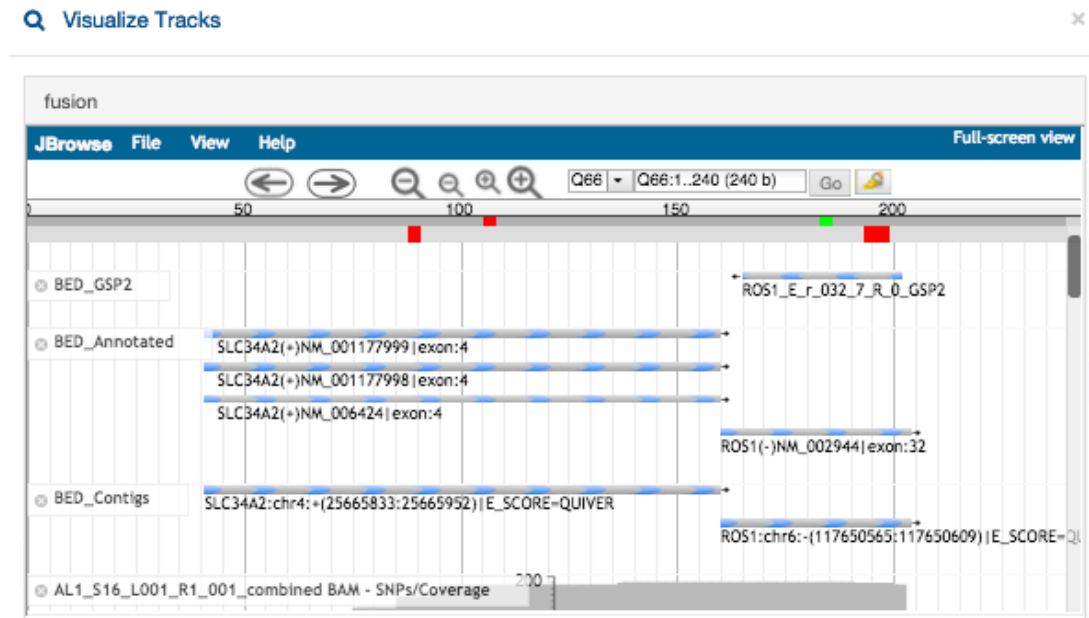 Visualize Tracks ×
fusion
JBrowse File View Help Full-screen view
Q66 Q66:1..240 (240 b) Go
0 50 100 150 200
BED_GSP2
ROS1_E_r_032_7_R_0_GSP2
BED_Annotated
SLC34A2(+)NM_001177999|exon:4
SLC34A2(+)NM_001177998|exon:4
SLC34A2(+)NM_006424|exon:4
ROS1(-)NM_002944|exon:32
BED_Contigs
SLC34A2:chr4:+(25665833:25665952)|E_SCORE=QUIVER
ROS1:chr6:-(117650565:117650609)|E_SCORE=QU
200
AL1_S16_L001_R1_001_combined BAM - SNPs/Coverage